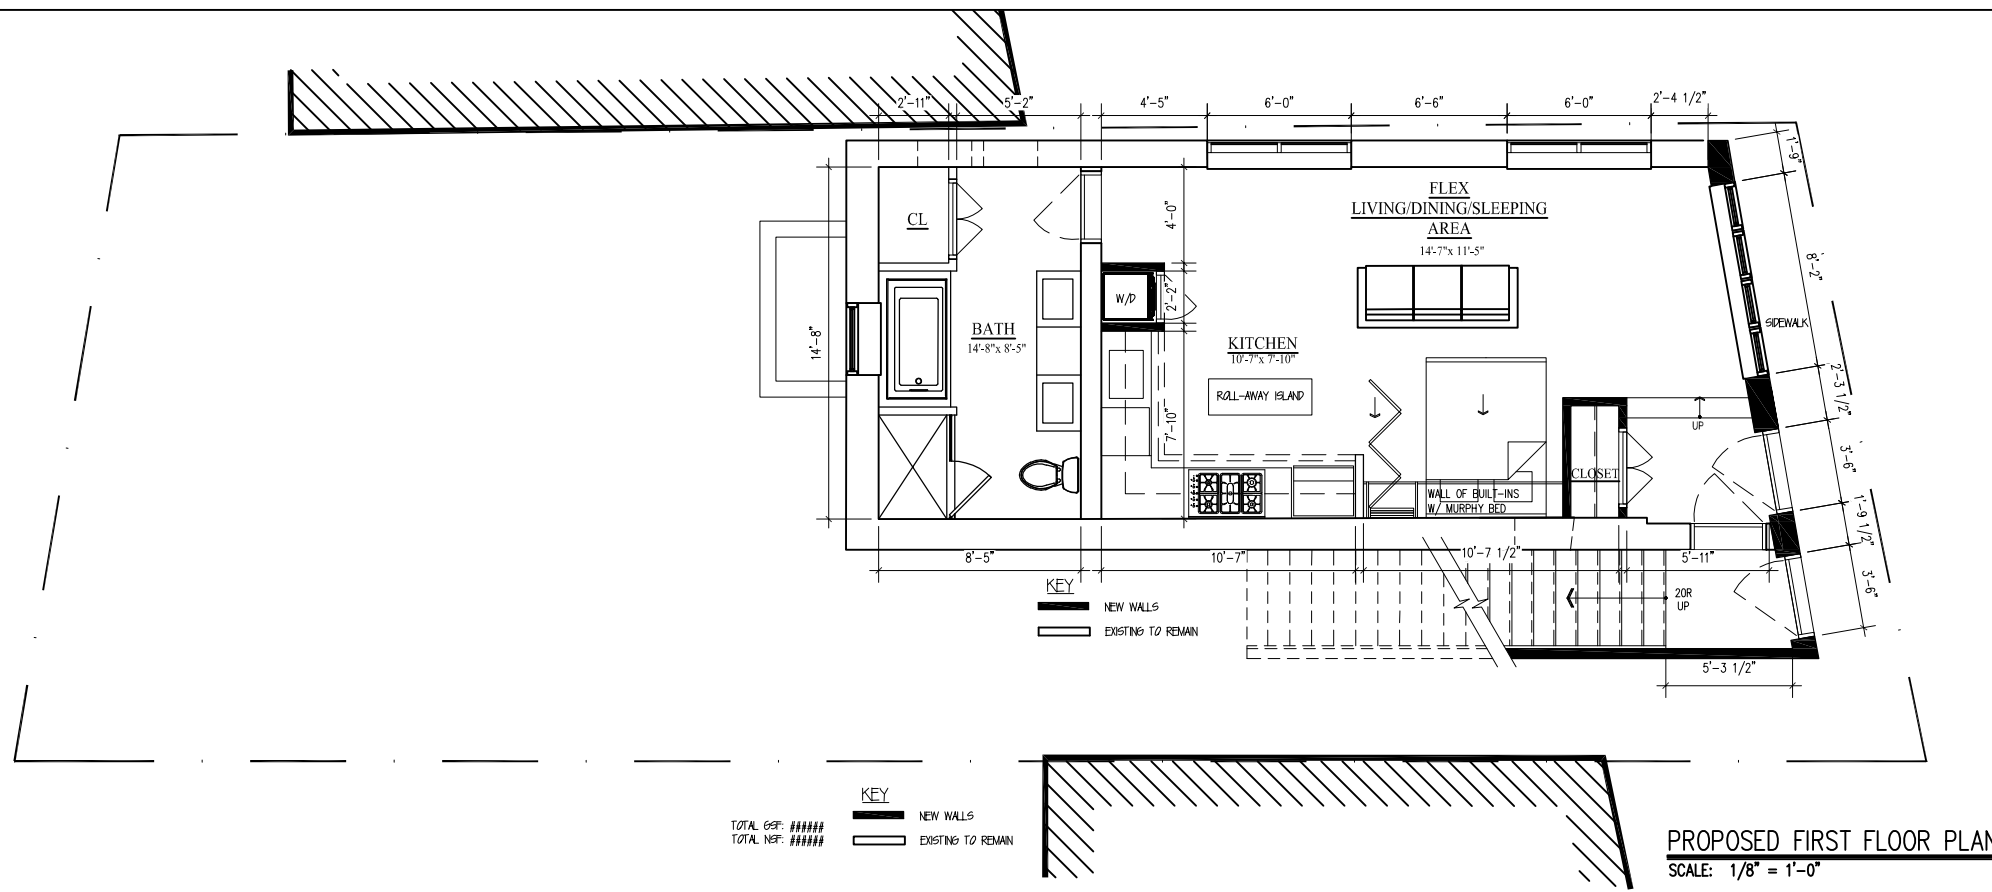 2'-11"
5'-2"
4'-5"
6'-0"
6'-6"
6'-0"
2'-4 1/2"
1'-9"
FLEX
LIVING/DINING/SLEEPING
AREA
14'-7"x 11'-5"
CL
4'-0"
8'-2"
W/D
2'-2"
SIDEWALK
14'-8"
BATH
14'-8"x 8'-5"
KITCHEN
10'-7"x 7'-10"
ROLL-AWAY ISLAND
2'-3 1/2"
7'-10"
UP
3'-6"
CLOSET
WALL OF BUILT-INS
W/ MURPHY BED
1'-9 1/2"
8'-5"
10'-7"
10'-7 1/2"
5'-11"
3'-6"
KEY
NEW WALLS
EXISTING TO REMAIN
20R
UP
5'-3 1/2"
KEY
NEW WALLS
EXISTING TO REMAIN
TOTAL GSF: ######
TOTAL NSF: ######
PROPOSED FIRST FLOOR PLAN
SCALE: 1/8" = 1'-0"